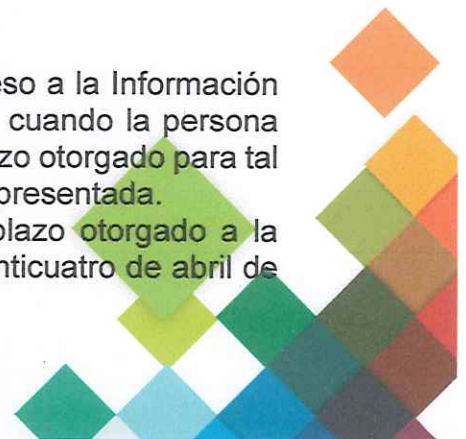 eso a la Información
cuando la persona
zo otorgado para tal
presentada.
plazo otorgado a la
nticuatro de abril de